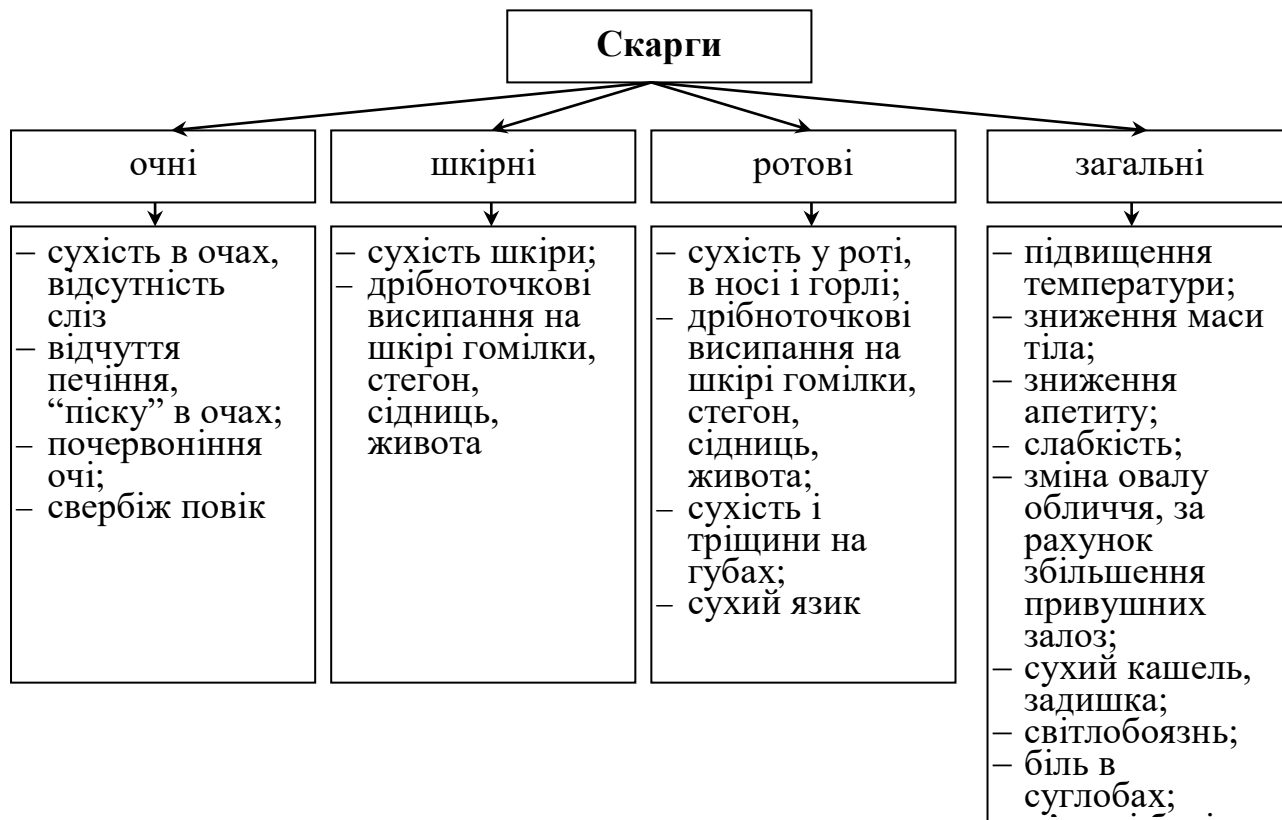 Скарги
очні
шкірні
ротові
загальні
– сухість в очах,
відсутність
сліз
– відчуття
печіння,
“піску” в очах;
– почервоніння
очі;
– свербіж повік
– сухість шкіри;
– дрібноточкові
висипання на
шкірі гомілки,
стегон,
сідниць,
живота
– сухість у роті,
в носі і горлі;
– дрібноточкові
висипання на
шкірі гомілки,
стегон,
сідниць,
живота;
– сухість і
тріщини на
губах;
– сухий язик
– підвищення
температури;
– зниження маси
тіла;
– зниження
апетиту;
– слабкість;
– зміна овалу
обличчя, за
рахунок
збільшення
привушних
залоз;
– сухий кашель,
задишка;
– світлобоязнь;
– біль в
суглобах;